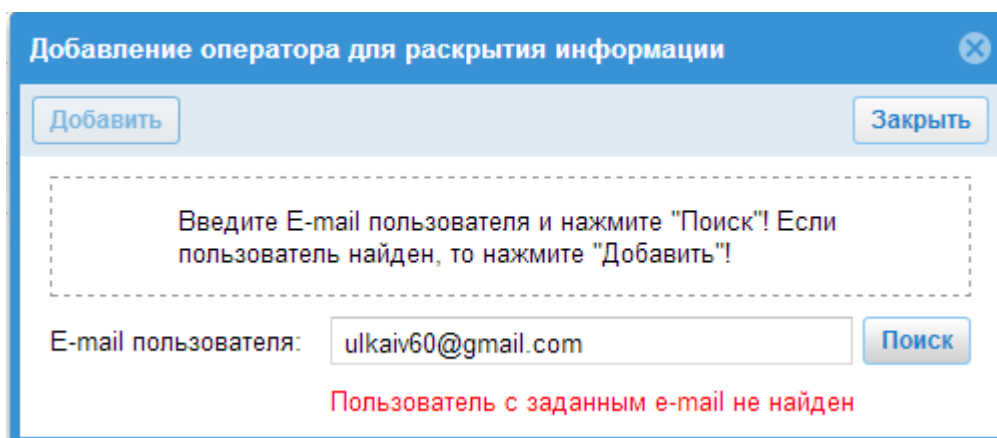 Добавление оператора для раскрытия информации
Добавить
Закрыть
Введите E-mail пользователя и нажмите "Поиск"! Если
пользователь найден, то нажмите "Добавить"!
E-mail пользователя:
ulkaiv60@gmail.com
Поиск
Пользователь с заданным e-mail не найден